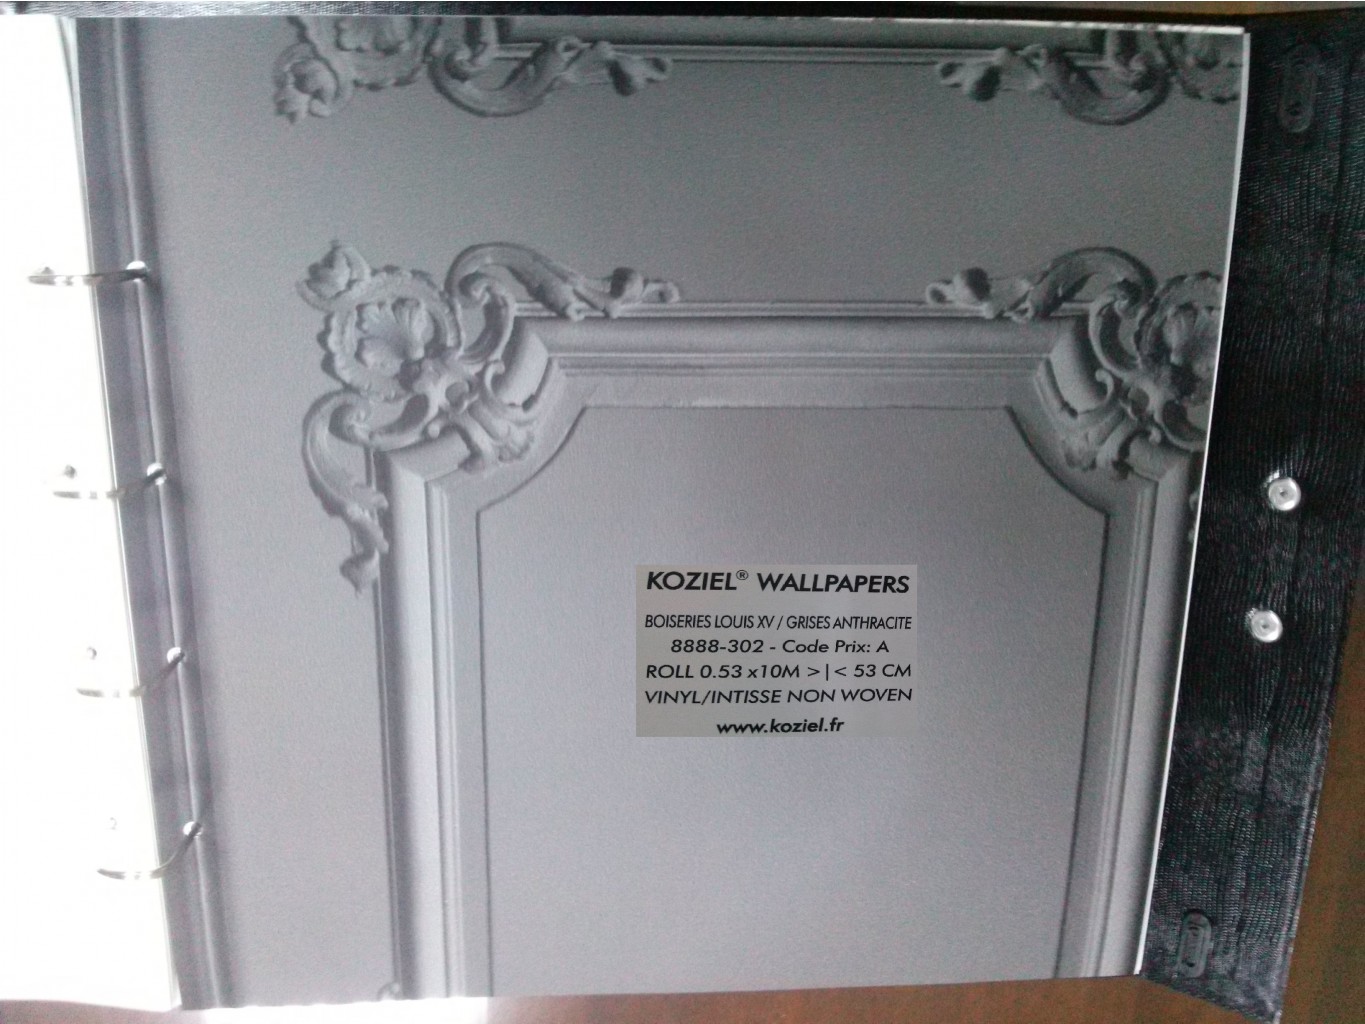 KOZIEL® WALLPAPERS
BOISERIES LOUIS XV / GRISES ANTHRACITE
8888-302 - Code Prix: A
ROLL 0.53 x10M >|< 53 CM
VINYL/INTISSE NON WOVEN
www.koziel.fr